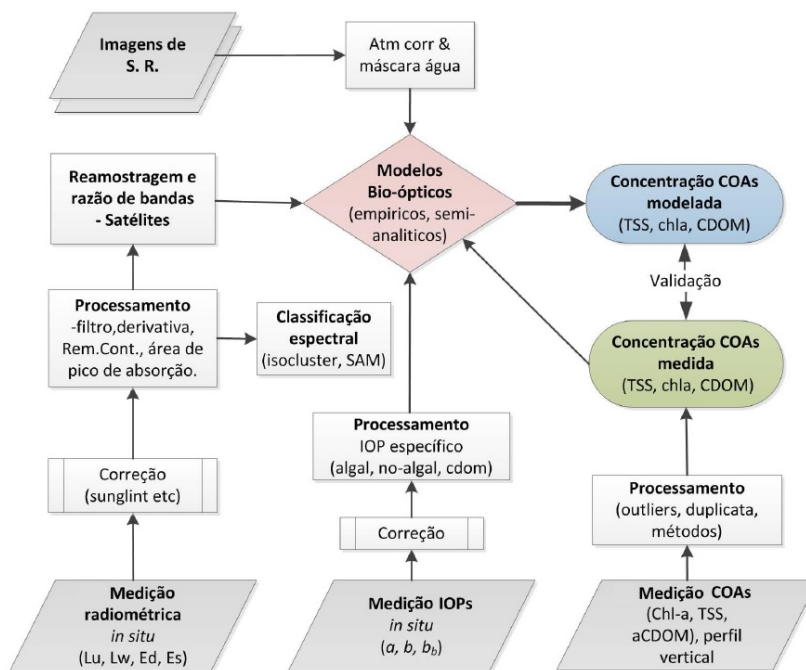 Imagens de
S. R.
Atm corr &
máscara água
Reamostragem e
razão de bandas
- Satélites
Modelos
Bio-ópticos
(empiricos, semi-
analiticos)
Concentração COAs
modelada
(TSS, chla, CDOM)
Validação
Processamento
-filtro,derivativa,
Rem.Cont., área de
pico de absorção.
Classificação
espectral
(isocluster, SAM)
Concentração COAs
medida
(TSS, chla, CDOM)
Processamento
IOP específico
(algal, no-algal, cdom)
Correção
(sunglint etc)
Correção
Processamento
(outliers, duplicata,
métodos)
Medição
radiométrica
in situ
(Lu, Lw, Ed, Es)
Medição IOPs
in situ
(a, b, bb)
Medição COAs
(Chl-a, TSS,
aCDOM), perfil
vertical